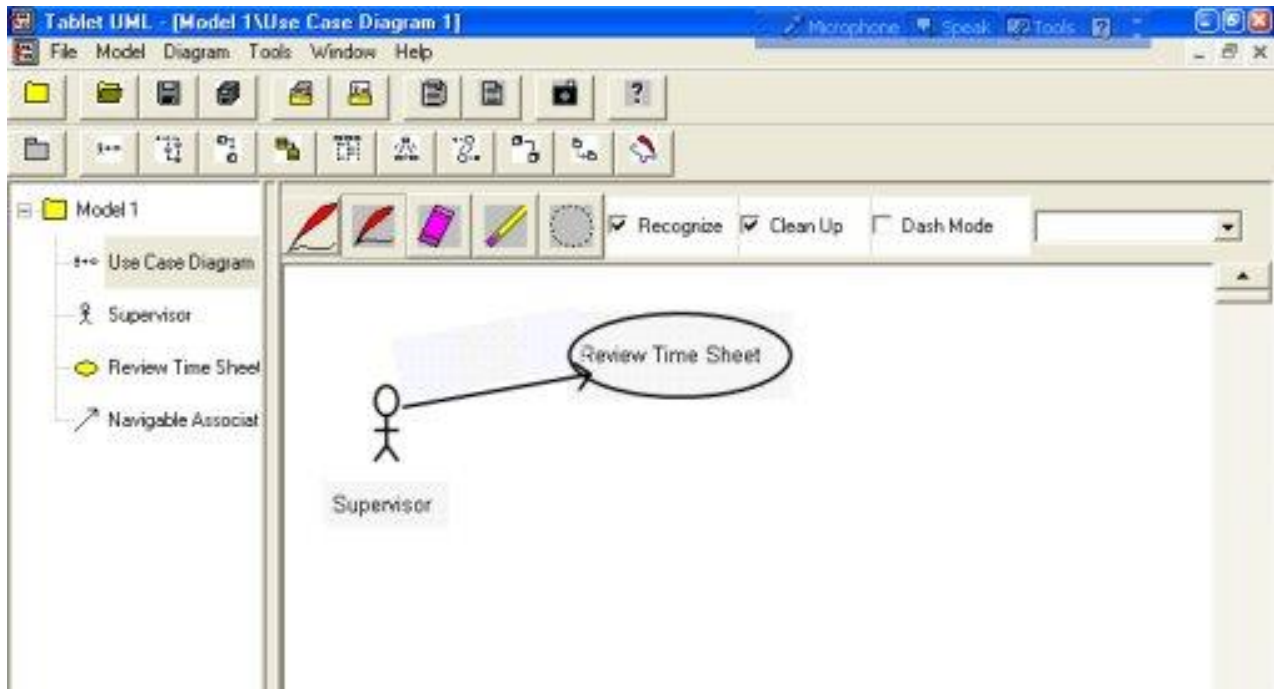 Tablet UML - [Model 1\Use Case Diagram 1]
Microphone Speak Tools
File Model Diagram Tools Window Help
Model 1
Recognize Clean Up Dash Mode
Use Case Diagram
Supervisor
Review Time Sheet
Navigable Associat
Review Time Sheet
Supervisor